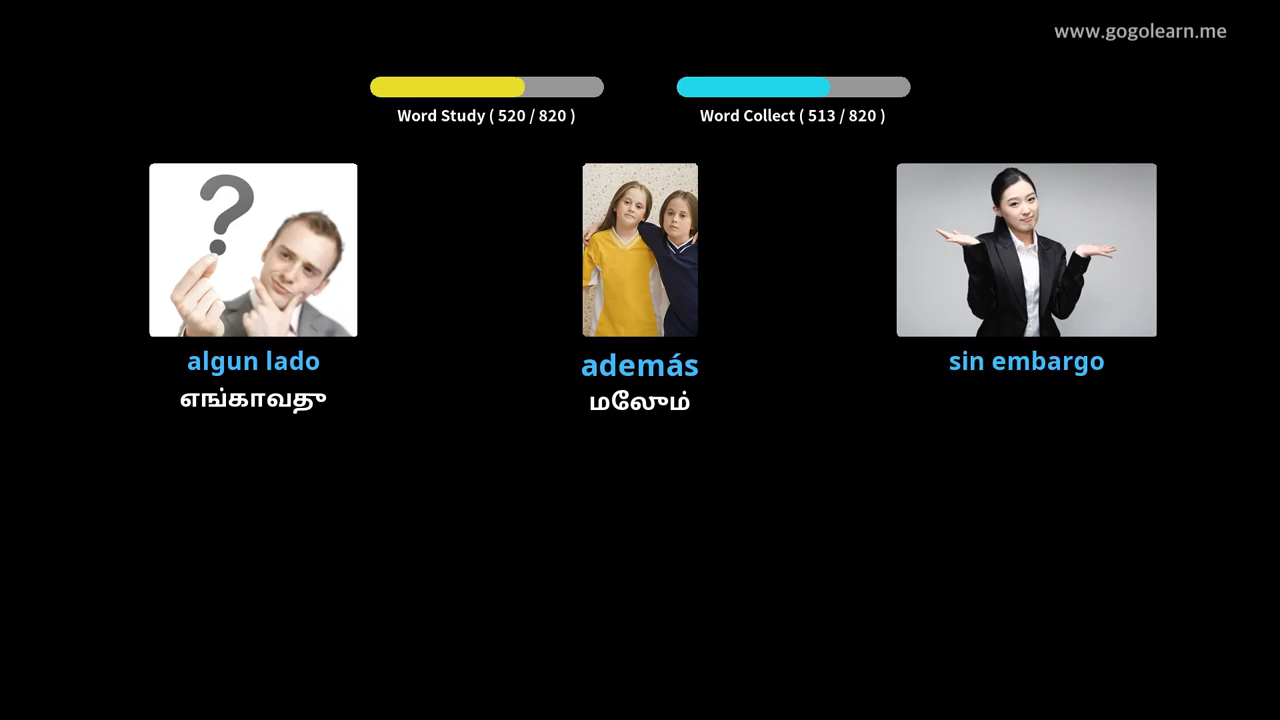 www.gogolearn.me
Word Study ( 520 / 820 )
Word Collect ( 513 / 820 )
algun lado
எங்காவது
además
மேலும்
sin embargo